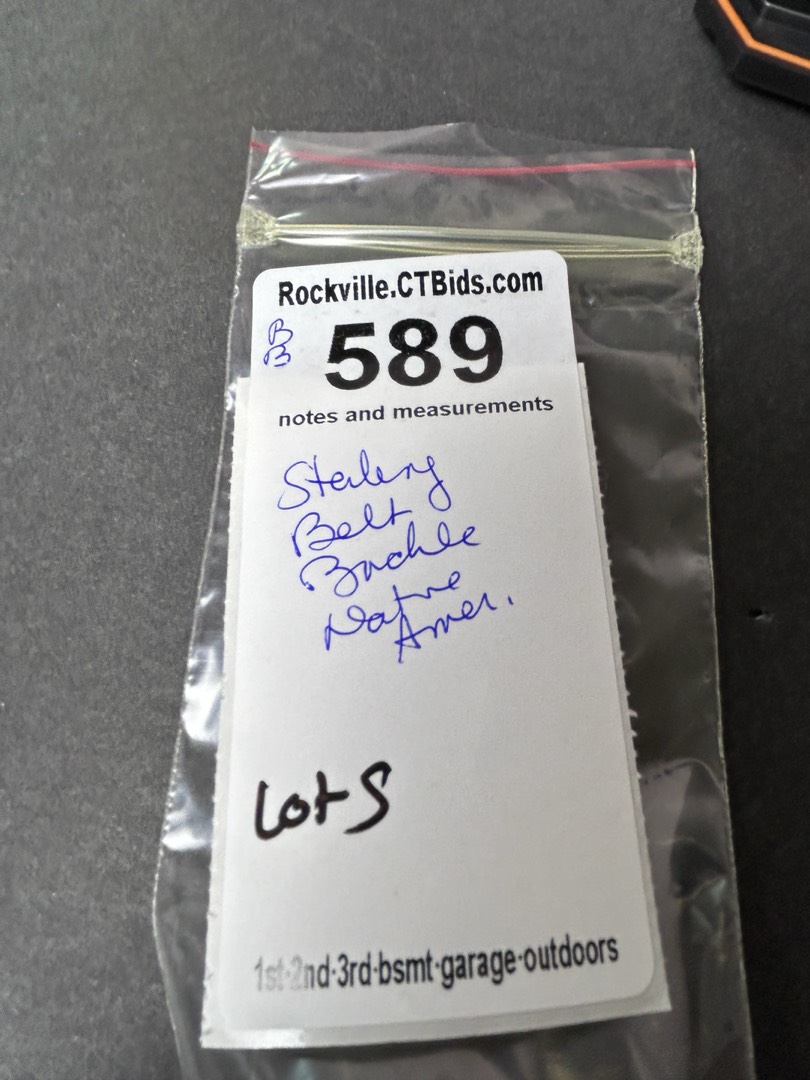 Rockville.CTBids.com
B
B
589
notes and measurements
Sterling
Belt
Buckle
Native
Amer.
Lot S
1st·2nd·3rd·bsmt·garage·outdoors